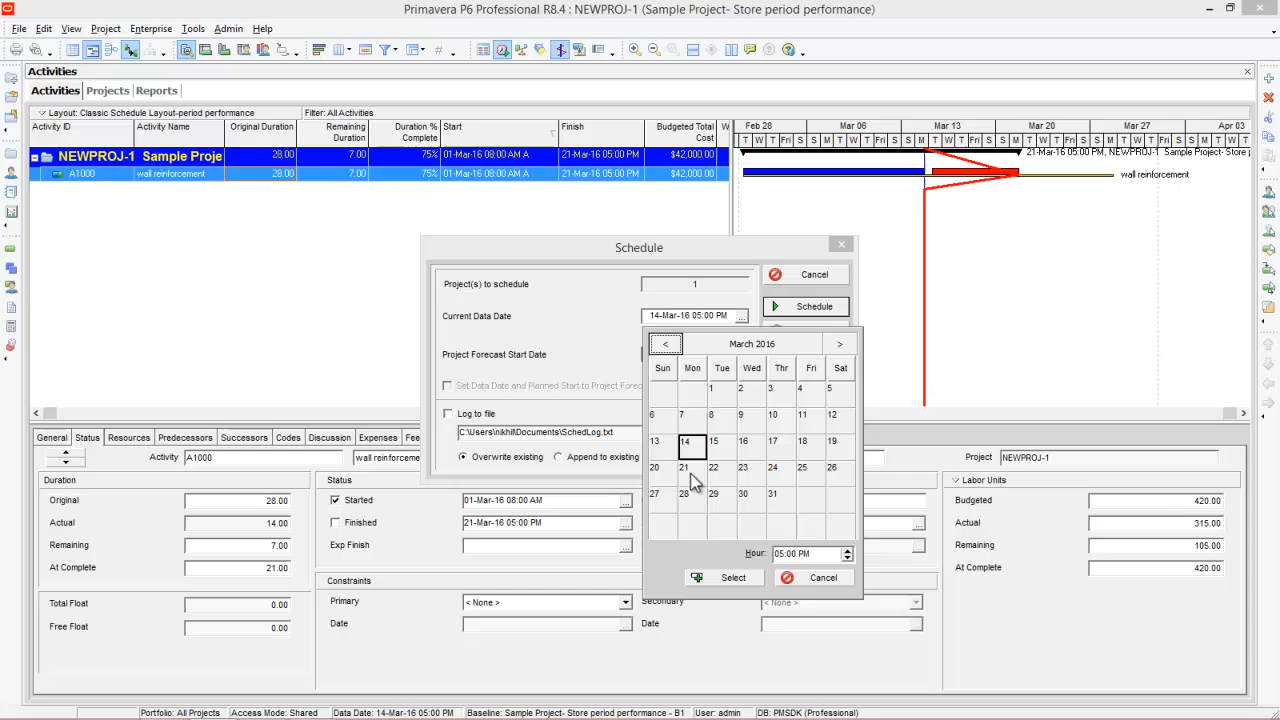 Primavera P6 Professional R8.4 : NEWPROJ-1 (Sample Project- Store period performance)
File Edit View Project Enterprise Tools Admin Help
Activities
Activities Projects Reports
Layout: Classic Schedule Layout-period performance Filter: All Activities
Activity ID Activity Name Original Duration Remaining Duration Duration % Complete Start Finish Budgeted Total Cost W
Feb 28 Mar 06 Mar 13 Mar 20 Mar 27 Apr 03
T W T Fri S S M T W T Fri S S M T W T Fri S S M T W T Fri S S M T W T Fri S S M T W
NEWPROJ-1 Sample Proje 28.00 7.00 75% 01-Mar-16 08:00 AM A 21-Mar-16 05:00 PM $42,000.00
21-Mar-16 05:00 PM, NEWPROJ-1 Sample Project- Store
A1000 wall reinforcement 28.00 7.00 75% 01-Mar-16 08:00 AM A 21-Mar-16 05:00 PM $42,000.00
wall reinforcement
Schedule
Project(s) to schedule 1
Cancel
Current Data Date 14-Mar-16 05:00 PM ...
Schedule
Project Forecast Start Date
Set Data Date and Planned Start to Project Forec
Log to file
C:\Users\nikhil\Documents\SchedLog.txt
Overwrite existing Append to existing
< March 2016 >
Sun Mon Tue Wed Thr Fri Sat
1 2 3 4 5
6 7 8 9 10 11 12
13 14 15 16 17 18 19
20 21 22 23 24 25 26
27 28 29 30 31
Hour: 05:00 PM
Select Cancel
General Status Resources Predecessors Successors Codes Discussion Expenses Fee
Activity A1000 wall reinforceme Project NEWPROJ-1
Duration
Original 28.00
Actual 14.00
Remaining 7.00
At Complete 21.00
Total Float 0.00
Free Float 0.00
Status
Started 01-Mar-16 08:00 AM ...
Finished 21-Mar-16 05:00 PM ...
Exp Finish ...
Constraints
Primary < None > Secondary < None >
Date ... Date ...
Labor Units
Budgeted 420.00
Actual 315.00
Remaining 105.00
At Complete 420.00
Portfolio: All Projects Access Mode: Shared Data Date: 14-Mar-16 05:00 PM Baseline: Sample Project- Store period performance - B1 User: admin DB: PMSDK (Professional)